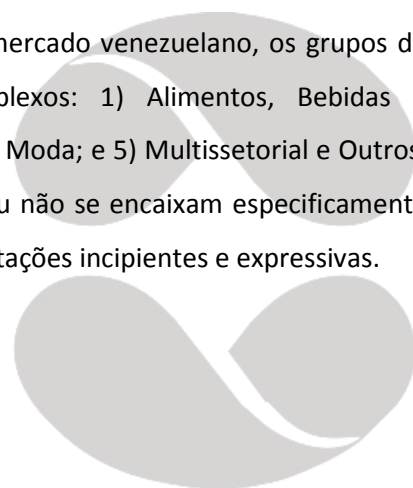 mercado venezuelano, os grupos d
plexos: 1) Alimentos, Bebidas
Moda; e 5) Multissetorial e Outros
u não se encaixam especificament
tações incipientes e expressivas.